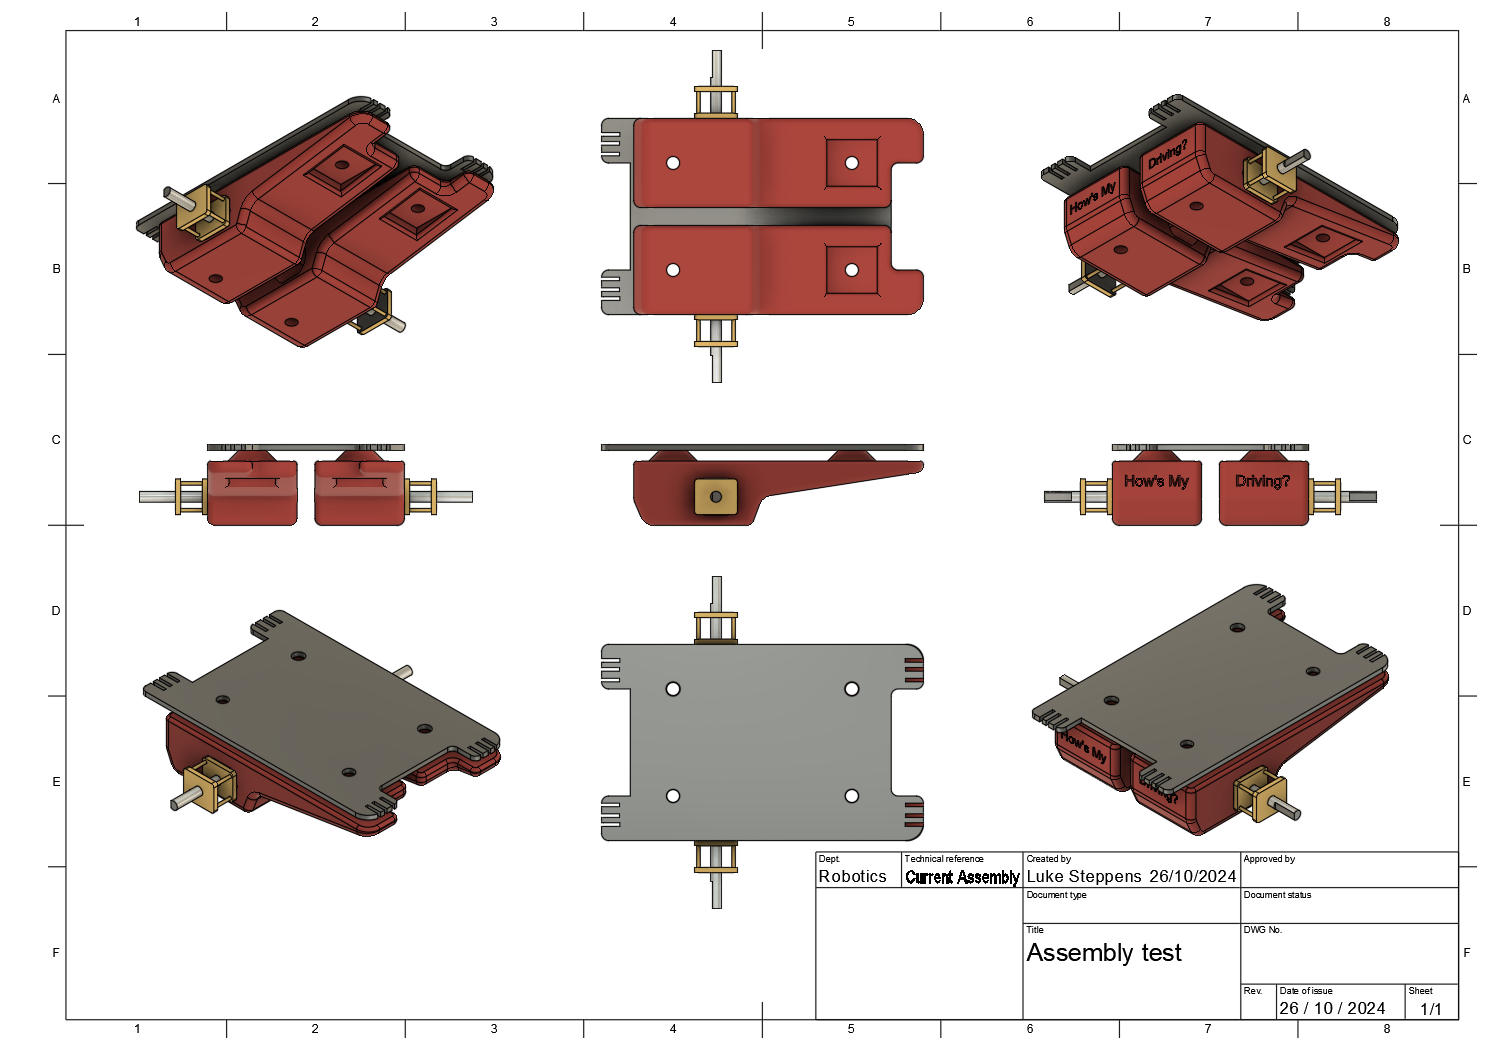 1 2 3 4 5 6 7 8
A A
How's My Driving?
B B
C C
How's My Driving?
D D
How's My Driving?
E E
Dept. Technical reference Created by Approved by
Robotics Current Assembly Luke Steppens 26/10/2024
Document type Document status
Title DWG No.
Assembly test
F F
Rev. Date of issue Sheet
26 / 10 / 2024 1/1
1 2 3 4 5 6 7 8